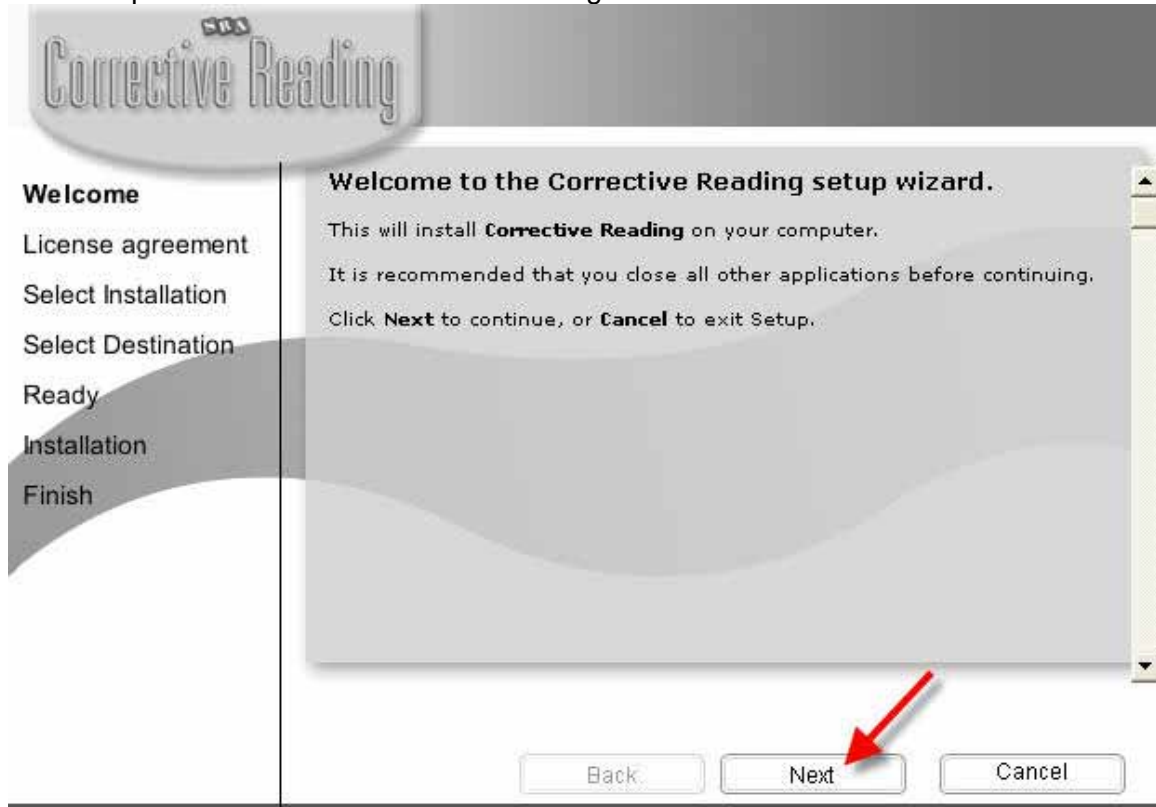 SRA
Corrective Reading
Welcome
License agreement
Select Installation
Select Destination
Ready
Installation
Finish
Welcome to the Corrective Reading setup wizard.
This will install Corrective Reading on your computer.
It is recommended that you close all other applications before continuing.
Click Next to continue, or Cancel to exit Setup.
Back
Next
Cancel